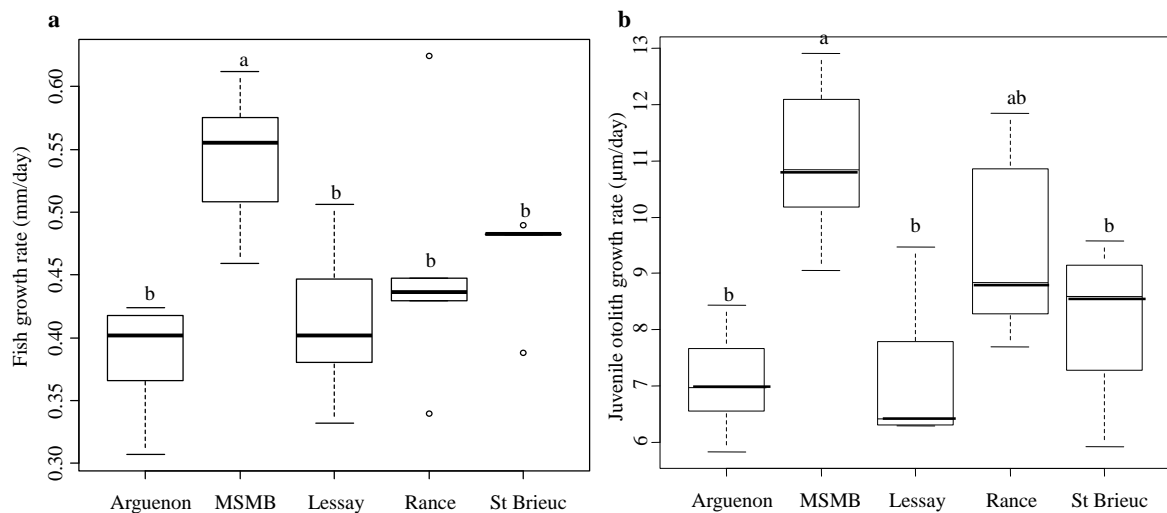 a
Fish growth rate (mm/day)
0.60
0.55
0.50
0.45
0.40
0.35
0.30
b
a
b
b
b
Arguenon MSMB Lessay Rance St Brieuc
b
Juvenile otolith growth rate (µm/day)
13
12
11
10
9
8
7
6
b
a
b
ab
b
Arguenon MSMB Lessay Rance St Brieuc